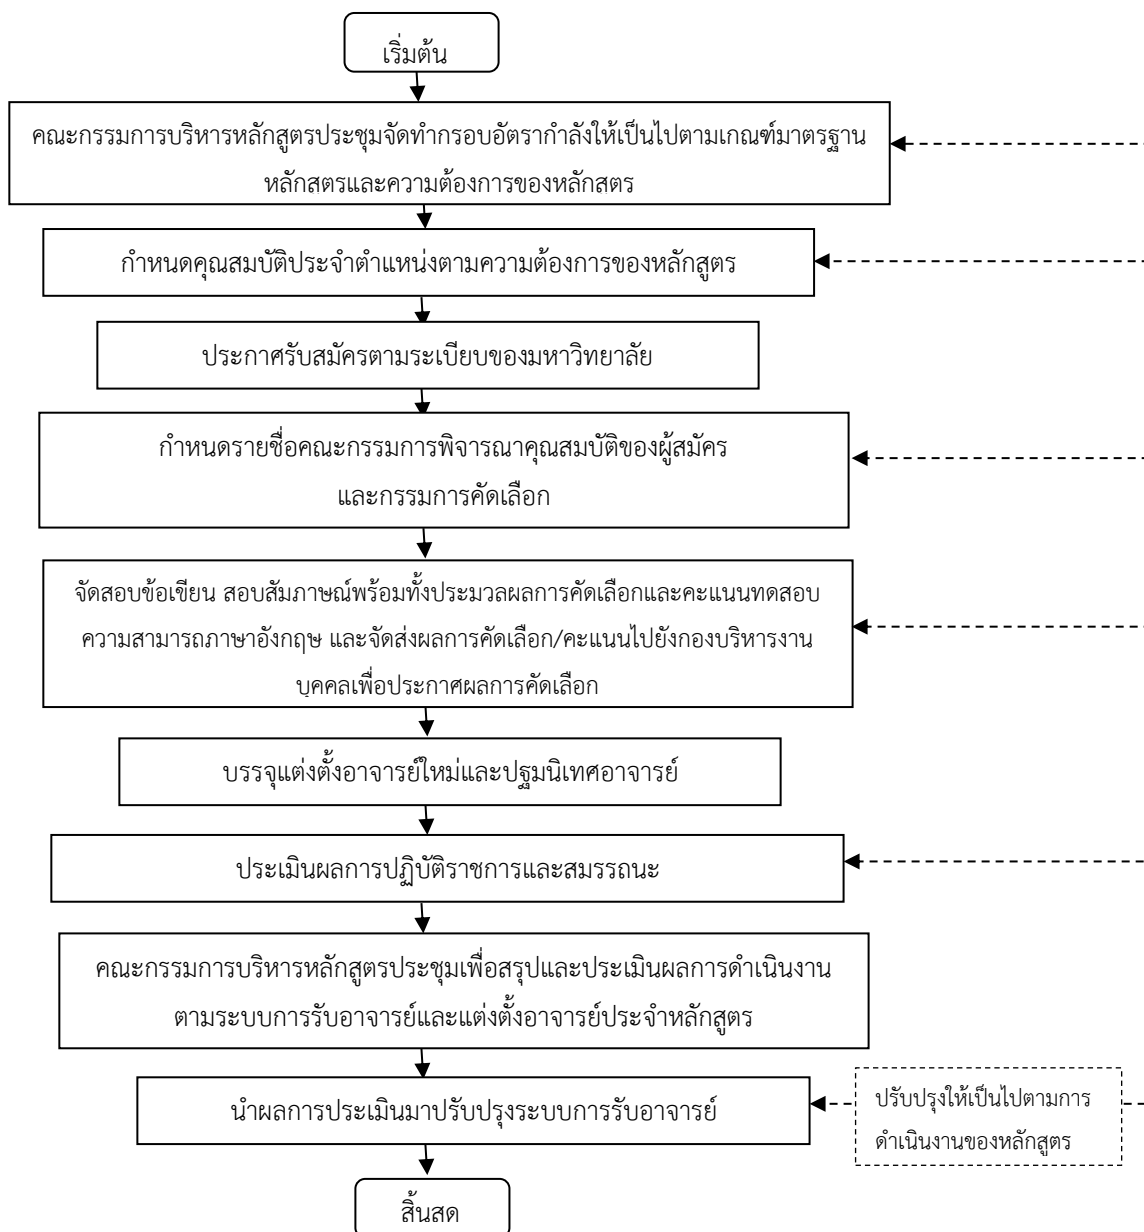 เริ่มต้น
คณะกรรมการบริหารหลักสูตรประชุมจัดทำกรอบอัตรากำลังให้เป็นไปตามเกณฑ์มาตรฐาน
หลักสตรและความต้องการของหลักสตร
กำหนดคุณสมบัติประจำตำแหน่งตามความต้องการของหลักสูตร
ประกาศรับสมัครตามระเบียบของมหาวิทยาลัย
กำหนดรายชื่อคณะกรรมการพิจารณาคุณสมบัติของผู้สมัคร
และกรรมการคัดเลือก
จัดสอบข้อเขียน สอบสัมภาษณ์พร้อมทั้งประมวลผลการคัดเลือกและคะแนนทดสอบ
ความสามารถภาษาอังกฤษ และจัดส่งผลการคัดเลือก/คะแนนไปยังกองบริหารงาน
บุคคลเพื่อประกาศผลการคัดเลือก
บรรจุแต่งตั้งอาจารย์ใหม่และปฐมนิเทศอาจารย์
ประเมินผลการปฏิบัติราชการและสมรรถนะ
คณะกรรมการบริหารหลักสูตรประชุมเพื่อสรุปและประเมินผลการดำเนินงาน
ตามระบบการรับอาจารย์และแต่งตั้งอาจารย์ประจำหลักสูตร
นำผลการประเมินมาปรับปรุงระบบการรับอาจารย์
ปรับปรุงให้เป็นไปตามการ
ดำเนินงานของหลักสูตร
สิ้นสด